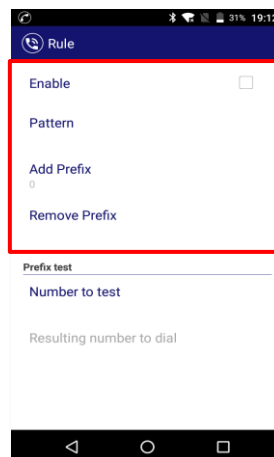 31% 19:12
Rule
Enable
Pattern
Add Prefix
0
Remove Prefix
Prefix test
Number to test
Resulting number to dial